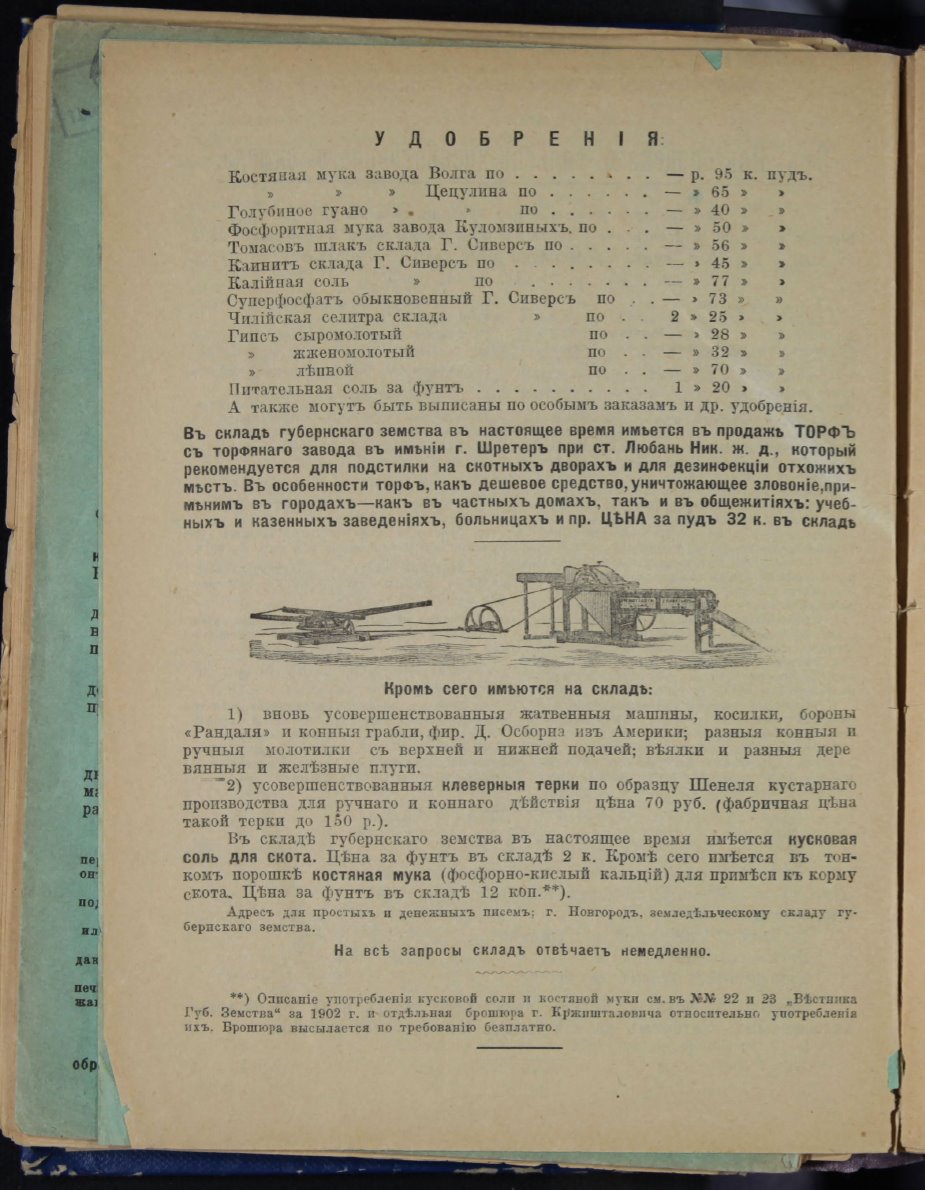 УДОБРЕНІЯ:
Костяная мука завода Волга по . . . . . . . . — р. 95 к. пудъ.
» » » Цецулина по . . . . . . — » 65 » »
Голубиное гуано » » по . . . . . . — » 40 » »
Фосфоритная мука завода Куломзиныхъ. по . . . — » 50 » »
Томасовъ шлакъ склада Г. Сиверсъ по . . . . . — » 56 » »
Каинитъ склада Г. Сиверсъ по . . . . . . . . — » 45 » »
Калійная соль » по . . . . . . . — » 77 » »
Суперфосфатъ обыкновенный Г. Сиверсъ по . . — » 73 » »
Чилійская селитра склада » по . . 2 » 25 » »
Гипсъ сыромолотый по . . — » 28 » »
» жженомолотый по . . — » 32 » »
» лѣпной по . . — » 70 » »
Питательная соль за фунтъ . . . . . . . . . . 1 » 20 » »
А также могутъ быть выписаны по особымъ заказамъ и др. удобренія.
Въ складѣ губернскаго земства въ настоящее время имѣется въ продажѣ ТОРФЪ
съ торфянаго завода въ имѣніи г. Шретеръ при ст. Любань Ник. ж. д., который
рекомендуется для подстилки на скотныхъ дворахъ и для дезинфекціи отхожихъ
мѣстъ. Въ особенности торфъ, какъ дешевое средство, уничтожающее зловоніе, при-
мѣнимъ въ городахъ—какъ въ частныхъ домахъ, такъ и въ общежитіяхъ: учеб-
ныхъ и казенныхъ заведеніяхъ, больницахъ и пр. ЦѢНА за пудъ 32 к. въ складѣ
Кромѣ сего имѣются на складѣ:
1) вновь усовершенствованныя жатвенныя машины, косилки, бороны
«Рандаля» и конныя грабли, фир. Д. Осборна изъ Америки; разныя конныя и
ручныя молотилки съ верхней и нижней подачей; вѣялки и разныя дере
вянныя и желѣзные плуги.
2) усовершенствованныя клеверныя терки по образцу Шенеля кустарнаго
производства для ручнаго и коннаго дѣйствія цѣна 70 руб. (фабричная цѣна
такой терки до 150 р.).
Въ складѣ губернскаго земства въ настоящее время имѣется кусковая
соль для скота. Цѣна за фунтъ въ складѣ 2 к. Кромѣ сего имѣется въ тон-
комъ порошкѣ костяная мука (фосфорно-кислый кальцій) для примѣси къ корму
скота. Цѣна за фунтъ въ складѣ 12 коп.**).
Адресъ для простыхъ и денежныхъ писемъ: г. Новгородъ, земледѣльческому складу гу-
бернскаго земства.
На всѣ запросы складъ отвѣчаетъ немедленно.
**) Описаніе употребленія кусковой соли и костяной муки см. въ №№ 22 и 23 „Вѣстника
Губ. Земства“ за 1902 г. и отдѣльная брошюра г. Кржишталовича относительно употребленія
ихъ. Брошюра высылается по требованію безплатно.